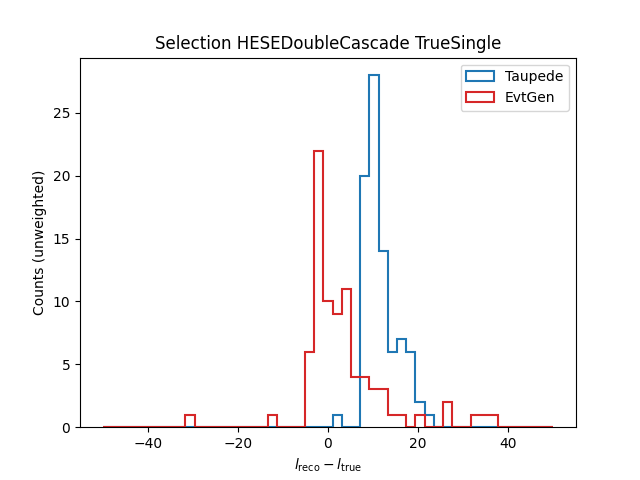 Selection HESEDoubleCascade TrueSingle
Taupede
EvtGen
Counts (unweighted)
25
20
15
10
5
0
−40
−20
0
20
40
l_reco − l_true